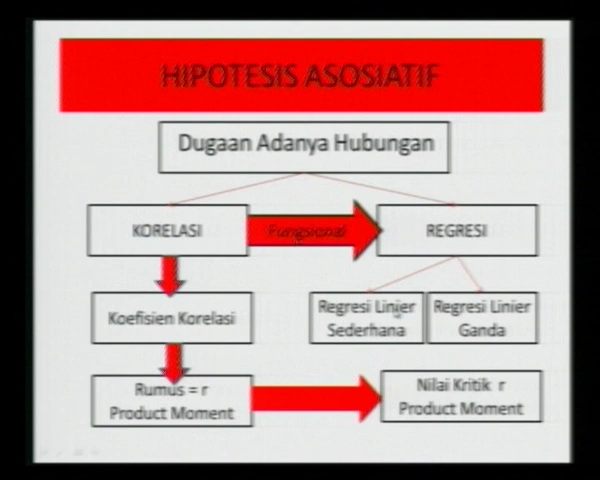 HIPOTESIS ASOSIATIF
Dugaan Adanya Hubungan
KORELASI
Fungsional
REGRESI
Koefisien Korelasi
Regresi Linier
Sederhana
Regresi Linier
Ganda
Rumus = r
Product Moment
Nilai Kritik r
Product Moment